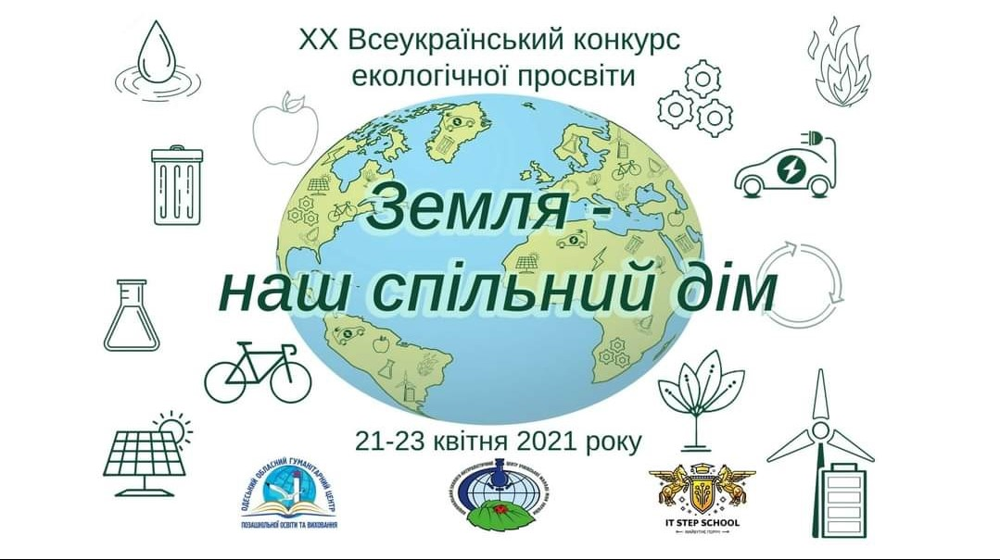 XX Всеукраїнський конкурс
екологічної просвіти
Земля -
наш спільний дім
21-23 квітня 2021 року
ОДЕСЬКИЙ ОБЛАСНИЙ ГУМАНІТАРНИЙ ЦЕНТР
ПОЗАШКІЛЬНОЇ ОСВІТИ ТА ВИХОВАННЯ
IT STEP SCHOOL